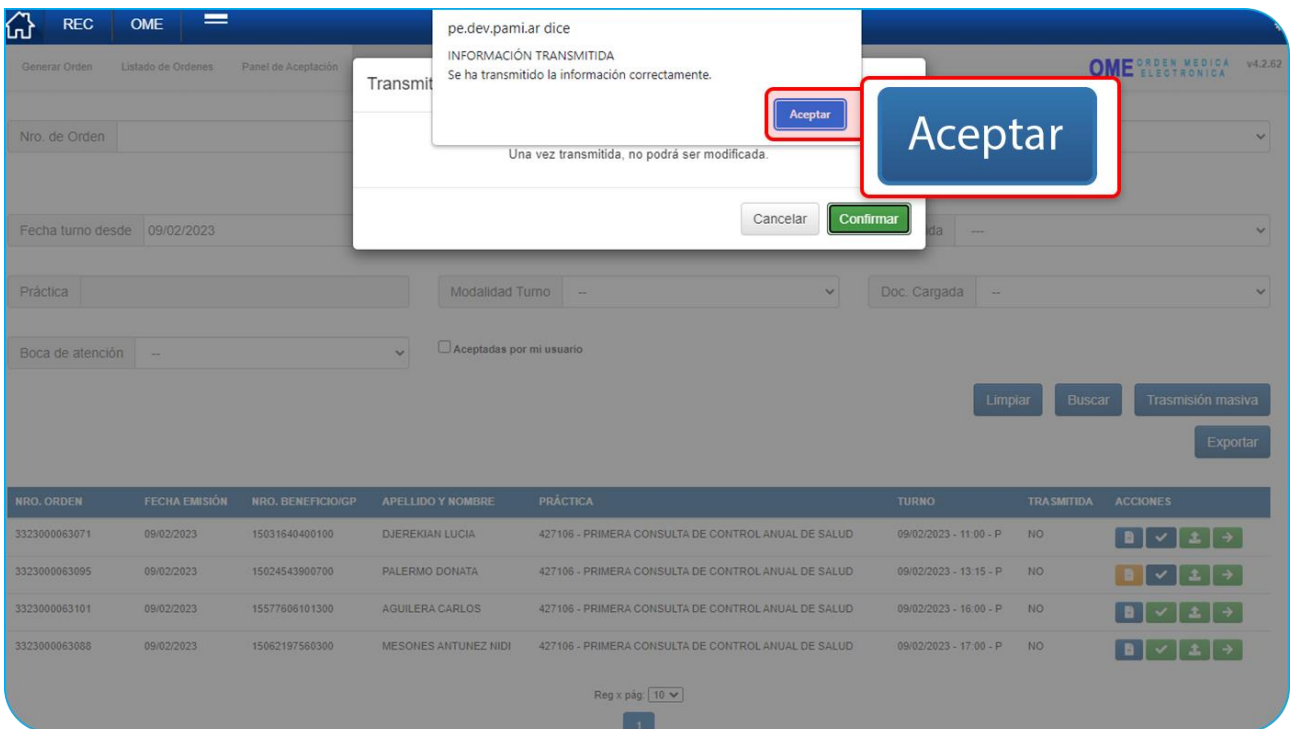 REC OME
pe.dev.pami.ar dice
INFORMACIÓN TRANSMITIDA
Se ha transmitido la información correctamente.
Aceptar
Aceptar
Generar Orden Listado de Ordenes Panel de Aceptación
OME ORDEN MEDICA ELECTRONICA v4.2.62
Transmit
Una vez transmitida, no podrá ser modificada.
Cancelar Confirmar
Nro. de Orden
Fecha turno desde 09/02/2023
da ---
Práctica Modalidad Turno -- Doc. Cargada --
Boca de atención -- Aceptadas por mi usuario
Limpiar Buscar Trasmisión masiva
Exportar
NRO. ORDEN FECHA EMISIÓN NRO. BENEFICIO/GP APELLIDO Y NOMBRE PRÁCTICA TURNO TRASMITIDA ACCIONES
3323000063071 09/02/2023 15031640400100 DJEREKIAN LUCIA 427106 - PRIMERA CONSULTA DE CONTROL ANUAL DE SALUD 09/02/2023 - 11:00 - P NO
3323000063095 09/02/2023 15024543900700 PALERMO DONATA 427106 - PRIMERA CONSULTA DE CONTROL ANUAL DE SALUD 09/02/2023 - 13:15 - P NO
3323000063101 09/02/2023 15577606101300 AGUILERA CARLOS 427106 - PRIMERA CONSULTA DE CONTROL ANUAL DE SALUD 09/02/2023 - 16:00 - P NO
3323000063088 09/02/2023 15062197560300 MESONES ANTUNEZ NIDI 427106 - PRIMERA CONSULTA DE CONTROL ANUAL DE SALUD 09/02/2023 - 17:00 - P NO
Reg x pág: 10
1